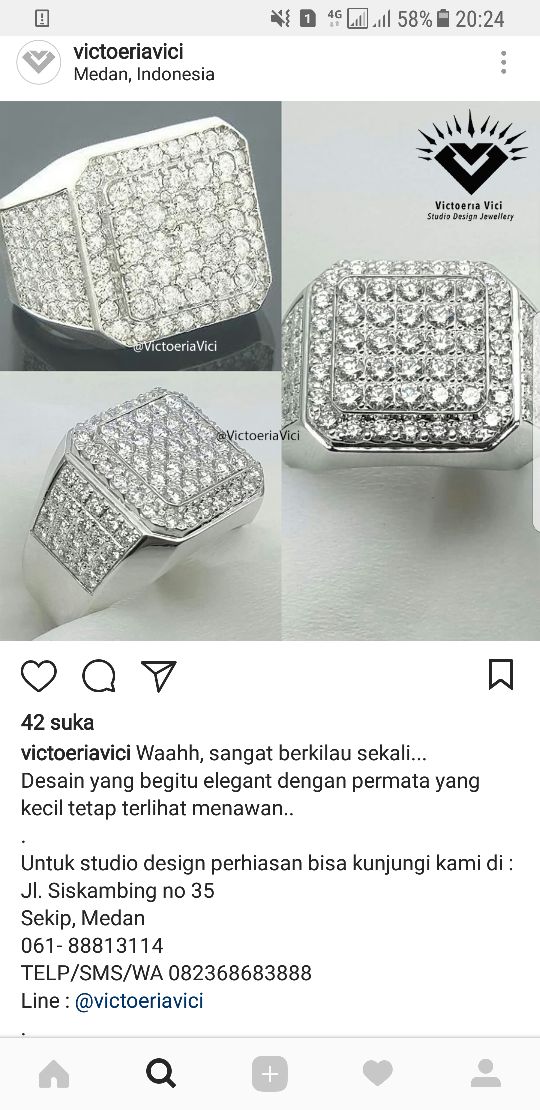 4G 58% 20:24
victoeriavici
Medan, Indonesia
Victoeria Vici
Studio Design Jewellery
@VictoeriaVici
@VictoeriaVici
42 suka
victoeriavici Waahh, sangat berkilau sekali...
Desain yang begitu elegant dengan permata yang
kecil tetap terlihat menawan..
.
Untuk studio design perhiasan bisa kunjungi kami di :
Jl. Siskambing no 35
Sekip, Medan
061- 88813114
TELP/SMS/WA 082368683888
Line : @victoeriavici
.